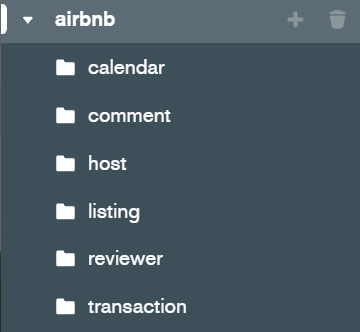 airbnb
calendar
comment
host
listing
reviewer
transaction